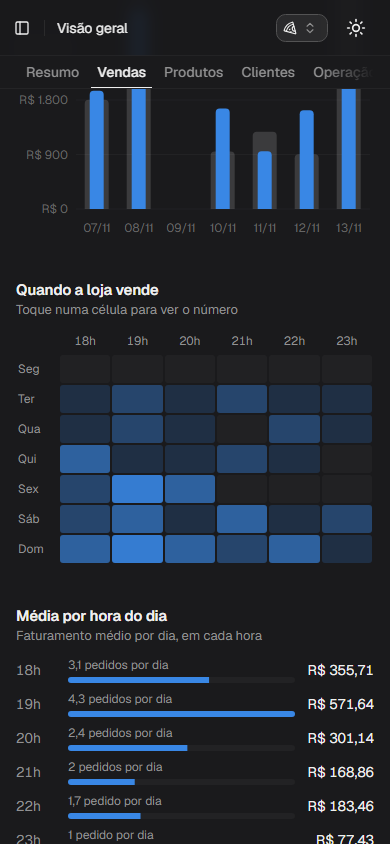 Visão geral
Resumo Vendas Produtos Clientes Operaçã
R$ 1.800
R$ 900
R$ 0
07/11 08/11 09/11 10/11 11/11 12/11 13/11
Quando a loja vende
Toque numa célula para ver o número
18h 19h 20h 21h 22h 23h
Seg
Ter
Qua
Qui
Sex
Sáb
Dom
Média por hora do dia
Faturamento médio por dia, em cada hora
18h 3,1 pedidos por dia R$ 355,71
19h 4,3 pedidos por dia R$ 571,64
20h 2,4 pedidos por dia R$ 301,14
21h 2 pedidos por dia R$ 168,86
22h 1,7 pedido por dia R$ 183,46
23h 1 pedido por dia R$ 77,43